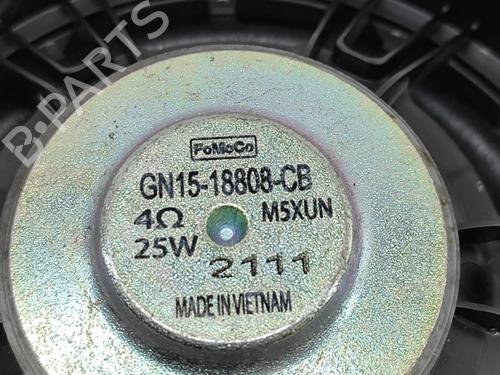 B.PARTS
FoMoCo
GN15-18808-CB
4Ω M5XUN
25W 2111
MADE IN VIETNAM